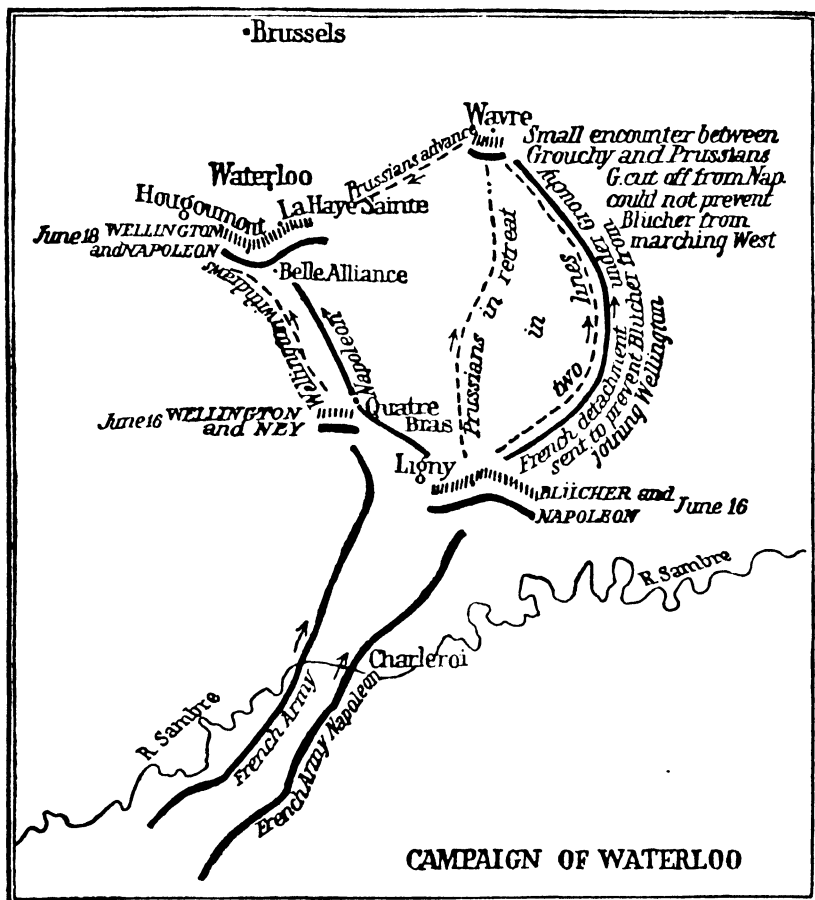 Brussels
Wavre
Prussians advance
Small encounter between
Grouchy and Prussians
G. cut off from Nap.
could not prevent
Blücher from
marching West
Waterloo
Hougoumont
La Haye Sainte
June 18 WELLINGTON
and NAPOLEON
Belle Alliance
Wellington withdraws
Napoleon
Prussians in retreat
in
two
lines
under Grouchy
French detachment
sent to prevent Blücher from
joining Wellington
June 16 WELLINGTON
and NEY
Quatre
Bras
Ligny
BLÜCHER and
NAPOLEON
June 16
R. Sambre
Charleroi
R. Sambre
French Army
French Army Napoleon
CAMPAIGN OF WATERLOO